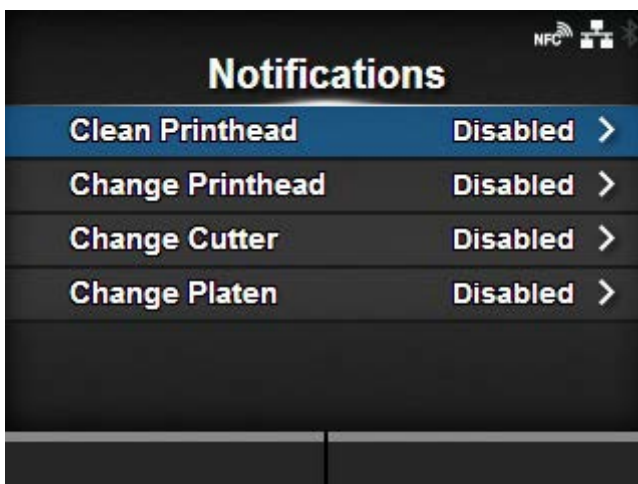 NFC
Notifications
Clean Printhead Disabled
Change Printhead Disabled
Change Cutter Disabled
Change Platen Disabled